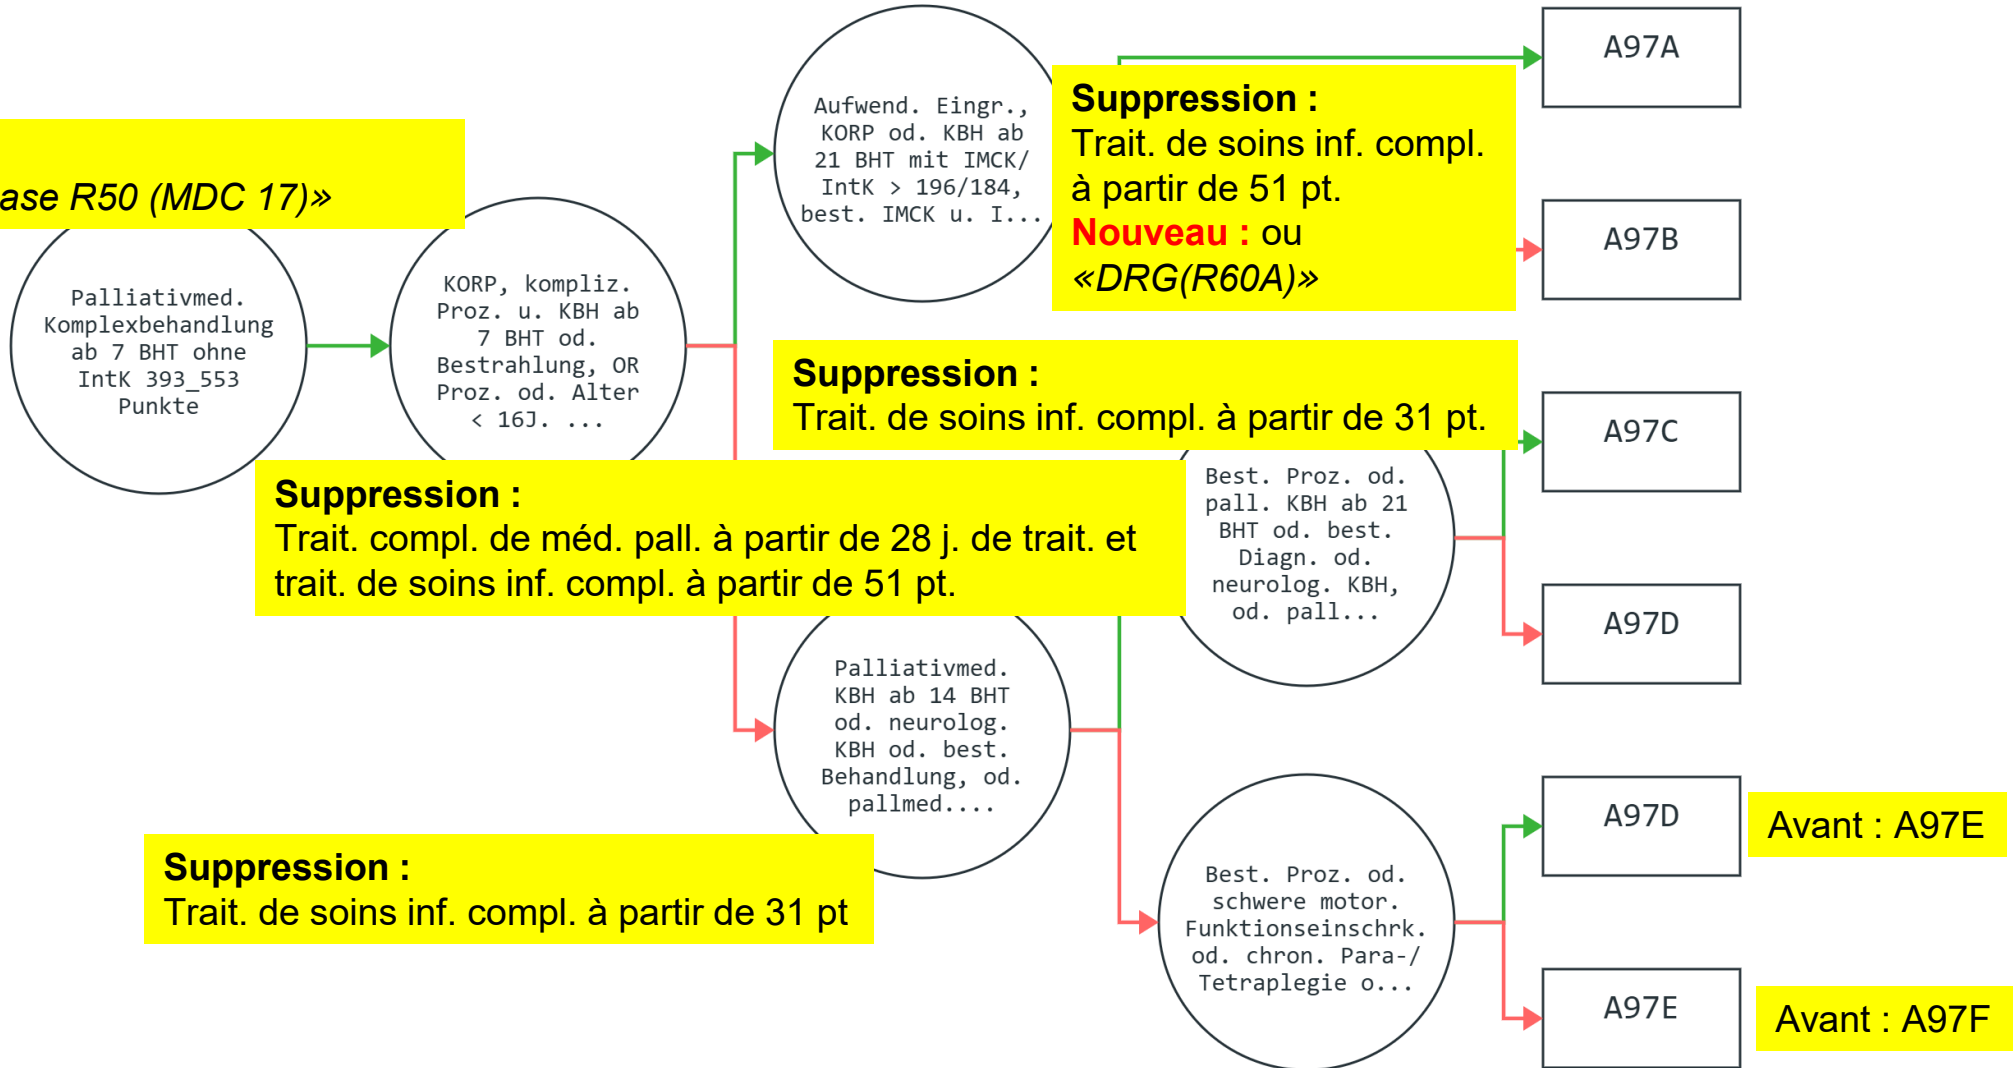 ase R50 (MDC 17)»
Palliativmed.
Komplexbehandlung
ab 7 BHT ohne
IntK 393_553
Punkte
KORP, kompliz.
Proz. u. KBH ab
7 BHT od.
Bestrahlung, OR
Proz. od. Alter
< 16J. ...
Aufwend. Eingr.,
KORP od. KBH ab
21 BHT mit IMCK/
IntK > 196/184,
best. IMCK u. I...
Suppression :
Trait. de soins inf. compl.
à partir de 51 pt.
Nouveau : ou
«DRG(R60A)»
A97A
A97B
Suppression :
Trait. de soins inf. compl. à partir de 31 pt.
A97C
Suppression :
Trait. compl. de méd. pall. à partir de 28 j. de trait. et
trait. de soins inf. compl. à partir de 51 pt.
Best. Proz. od.
pall. KBH ab 21
BHT od. best.
Diagn. od.
neurolog. KBH,
od. pall...
A97D
Palliativmed.
KBH ab 14 BHT
od. neurolog.
KBH od. best.
Behandlung, od.
pallmed....
Suppression :
Trait. de soins inf. compl. à partir de 31 pt
Best. Proz. od.
schwere motor.
Funktionseinschrk.
od. chron. Para-/
Tetraplegie o...
A97D
Avant : A97E
A97E
Avant : A97F